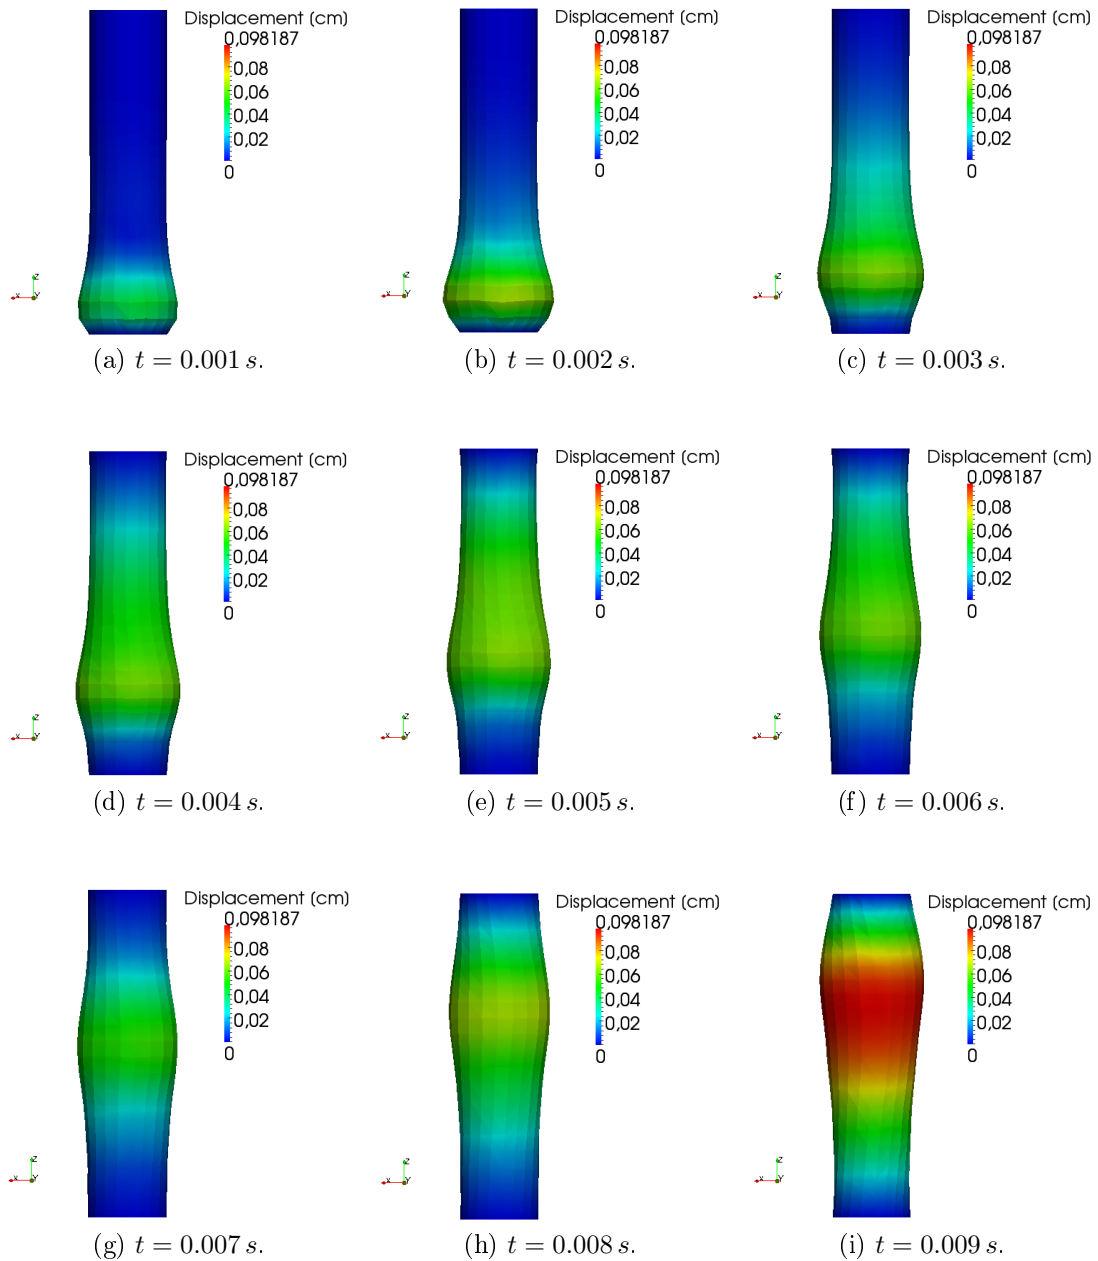 Displacement (cm)
0,098187
0,08
0,06
0,04
0,02
0
z
x
Y
(a) t = 0.001 s.
Displacement (cm)
0,098187
0,08
0,06
0,04
0,02
0
z
x
Y
(b) t = 0.002 s.
Displacement (cm)
0,098187
0,08
0,06
0,04
0,02
0
z
x
Y
(c) t = 0.003 s.
Displacement (cm)
0,098187
0,08
0,06
0,04
0,02
0
z
x
Y
(d) t = 0.004 s.
Displacement (cm)
0,098187
0,08
0,06
0,04
0,02
0
z
x
Y
(e) t = 0.005 s.
Displacement (cm)
0,098187
0,08
0,06
0,04
0,02
0
z
x
Y
(f) t = 0.006 s.
Displacement (cm)
0,098187
0,08
0,06
0,04
0,02
0
z
x
Y
(g) t = 0.007 s.
Displacement (cm)
0,098187
0,08
0,06
0,04
0,02
0
z
x
Y
(h) t = 0.008 s.
Displacement (cm)
0,098187
0,08
0,06
0,04
0,02
0
z
x
Y
(i) t = 0.009 s.